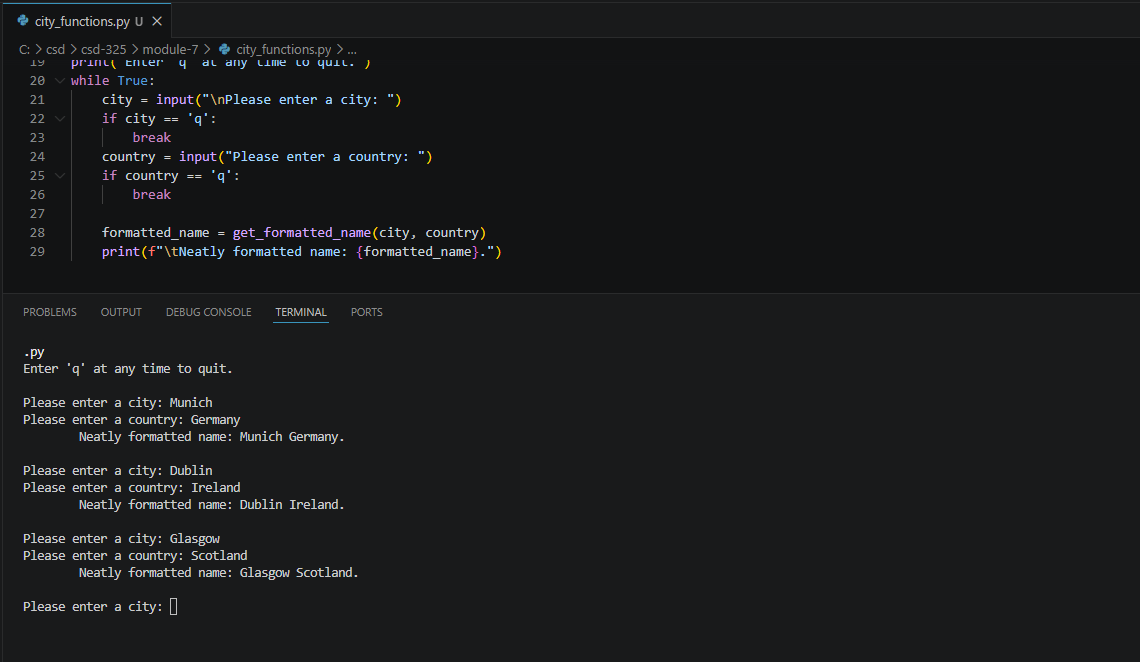 city_functions.py U ×
C: > csd > csd-325 > module-7 > city_functions.py > ...
19 print("Enter 'q' at any time to quit.")
20 while True:
21     city = input("\nPlease enter a city: ")
22     if city == 'q':
23         break
24     country = input("Please enter a country: ")
25     if country == 'q':
26         break
27
28     formatted_name = get_formatted_name(city, country)
29     print(f"\tNeatly formatted name: {formatted_name}.")
PROBLEMS OUTPUT DEBUG CONSOLE TERMINAL PORTS
.py
Enter 'q' at any time to quit.
Please enter a city: Munich
Please enter a country: Germany
        Neatly formatted name: Munich Germany.
Please enter a city: Dublin
Please enter a country: Ireland
        Neatly formatted name: Dublin Ireland.
Please enter a city: Glasgow
Please enter a country: Scotland
        Neatly formatted name: Glasgow Scotland.
Please enter a city: